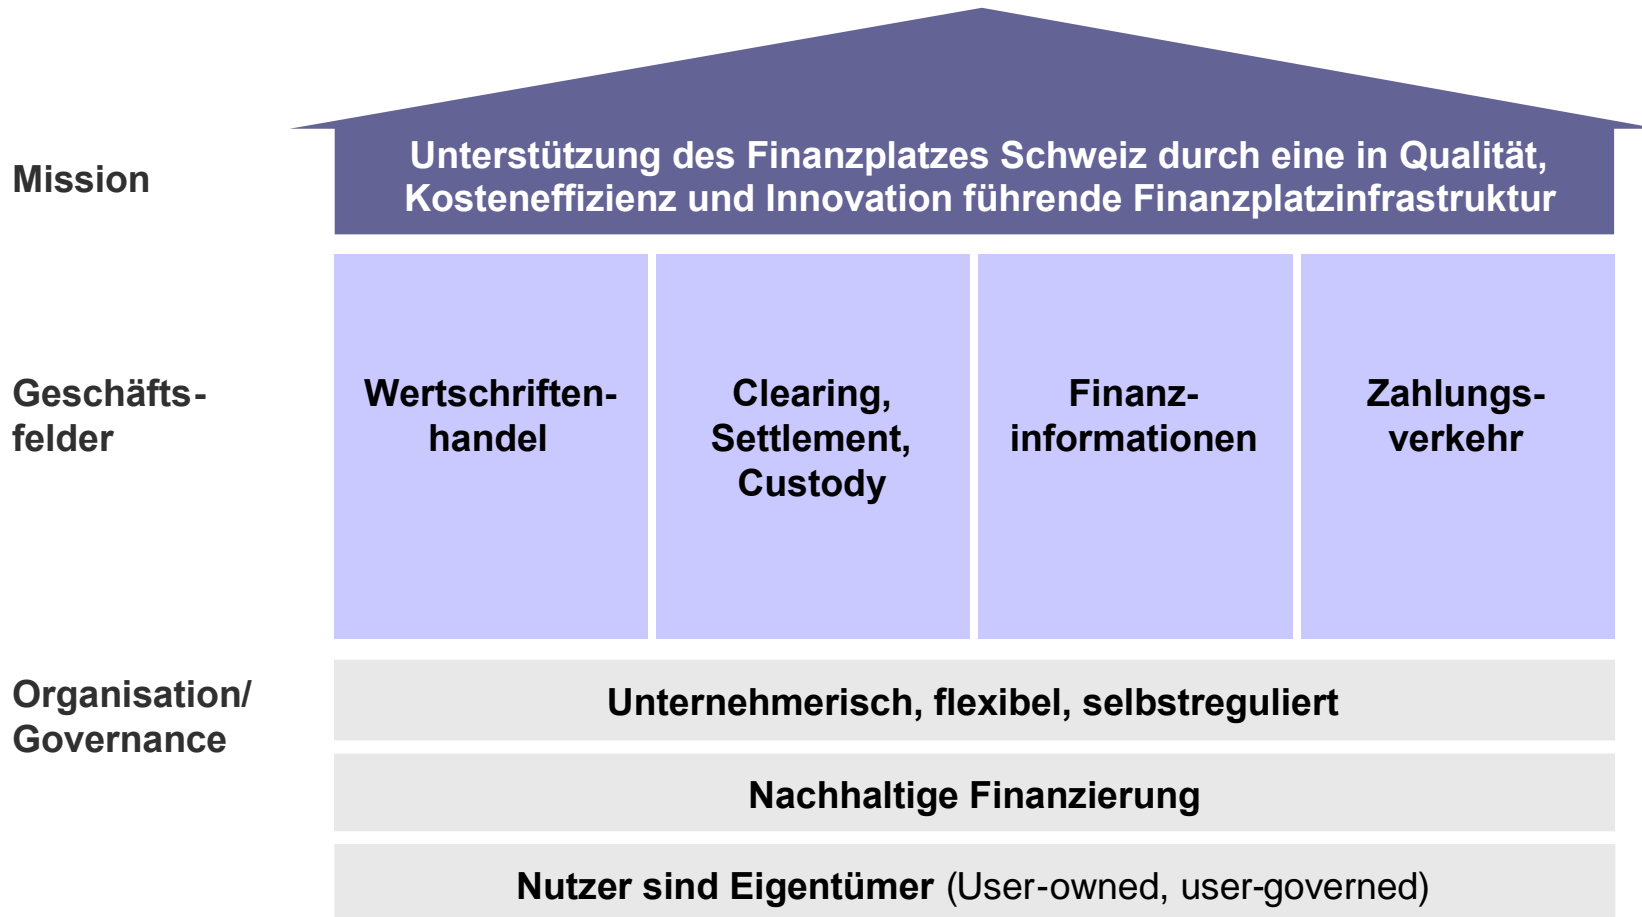 Mission
Unterstützung des Finanzplatzes Schweiz durch eine in Qualität,
Kosteneffizienz und Innovation führende Finanzplatzinfrastruktur
Geschäfts-
felder
Wertschriften-
handel
Clearing,
Settlement,
Custody
Finanz-
informationen
Zahlungs-
verkehr
Organisation/
Governance
Unternehmerisch, flexibel, selbstreguliert
Nachhaltige Finanzierung
Nutzer sind Eigentümer (User-owned, user-governed)